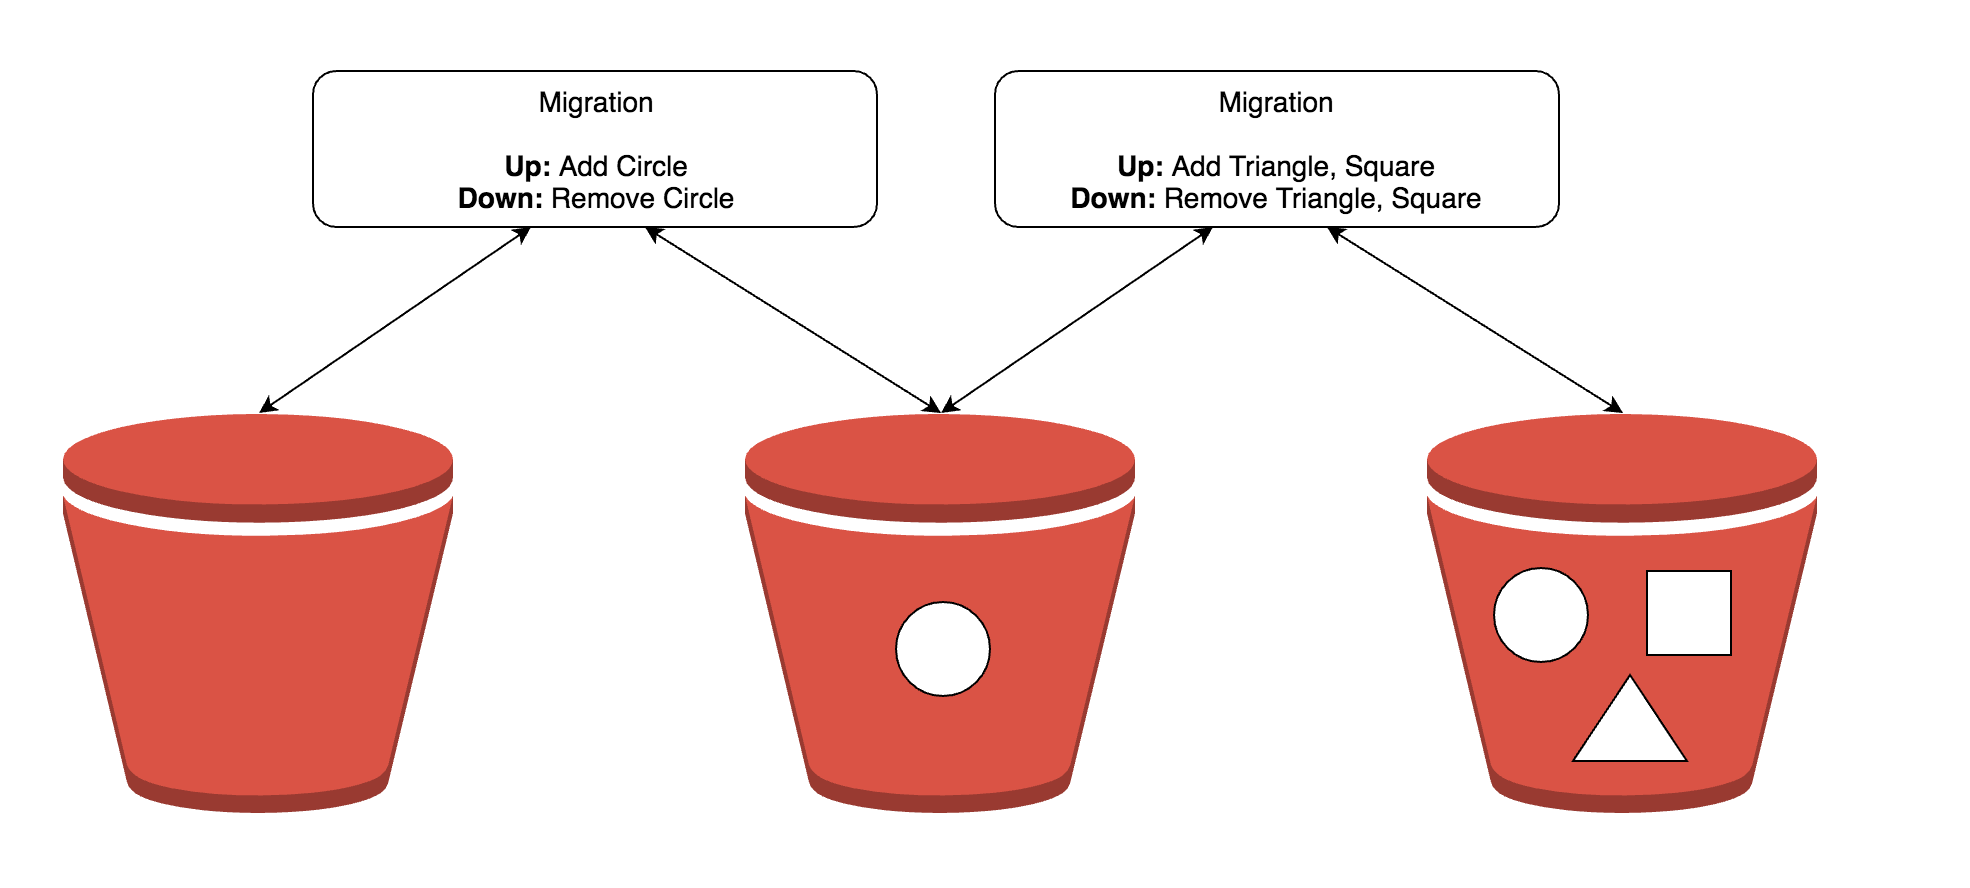 Migration
Up: Add Circle
Down: Remove Circle
Migration
Up: Add Triangle, Square
Down: Remove Triangle, Square